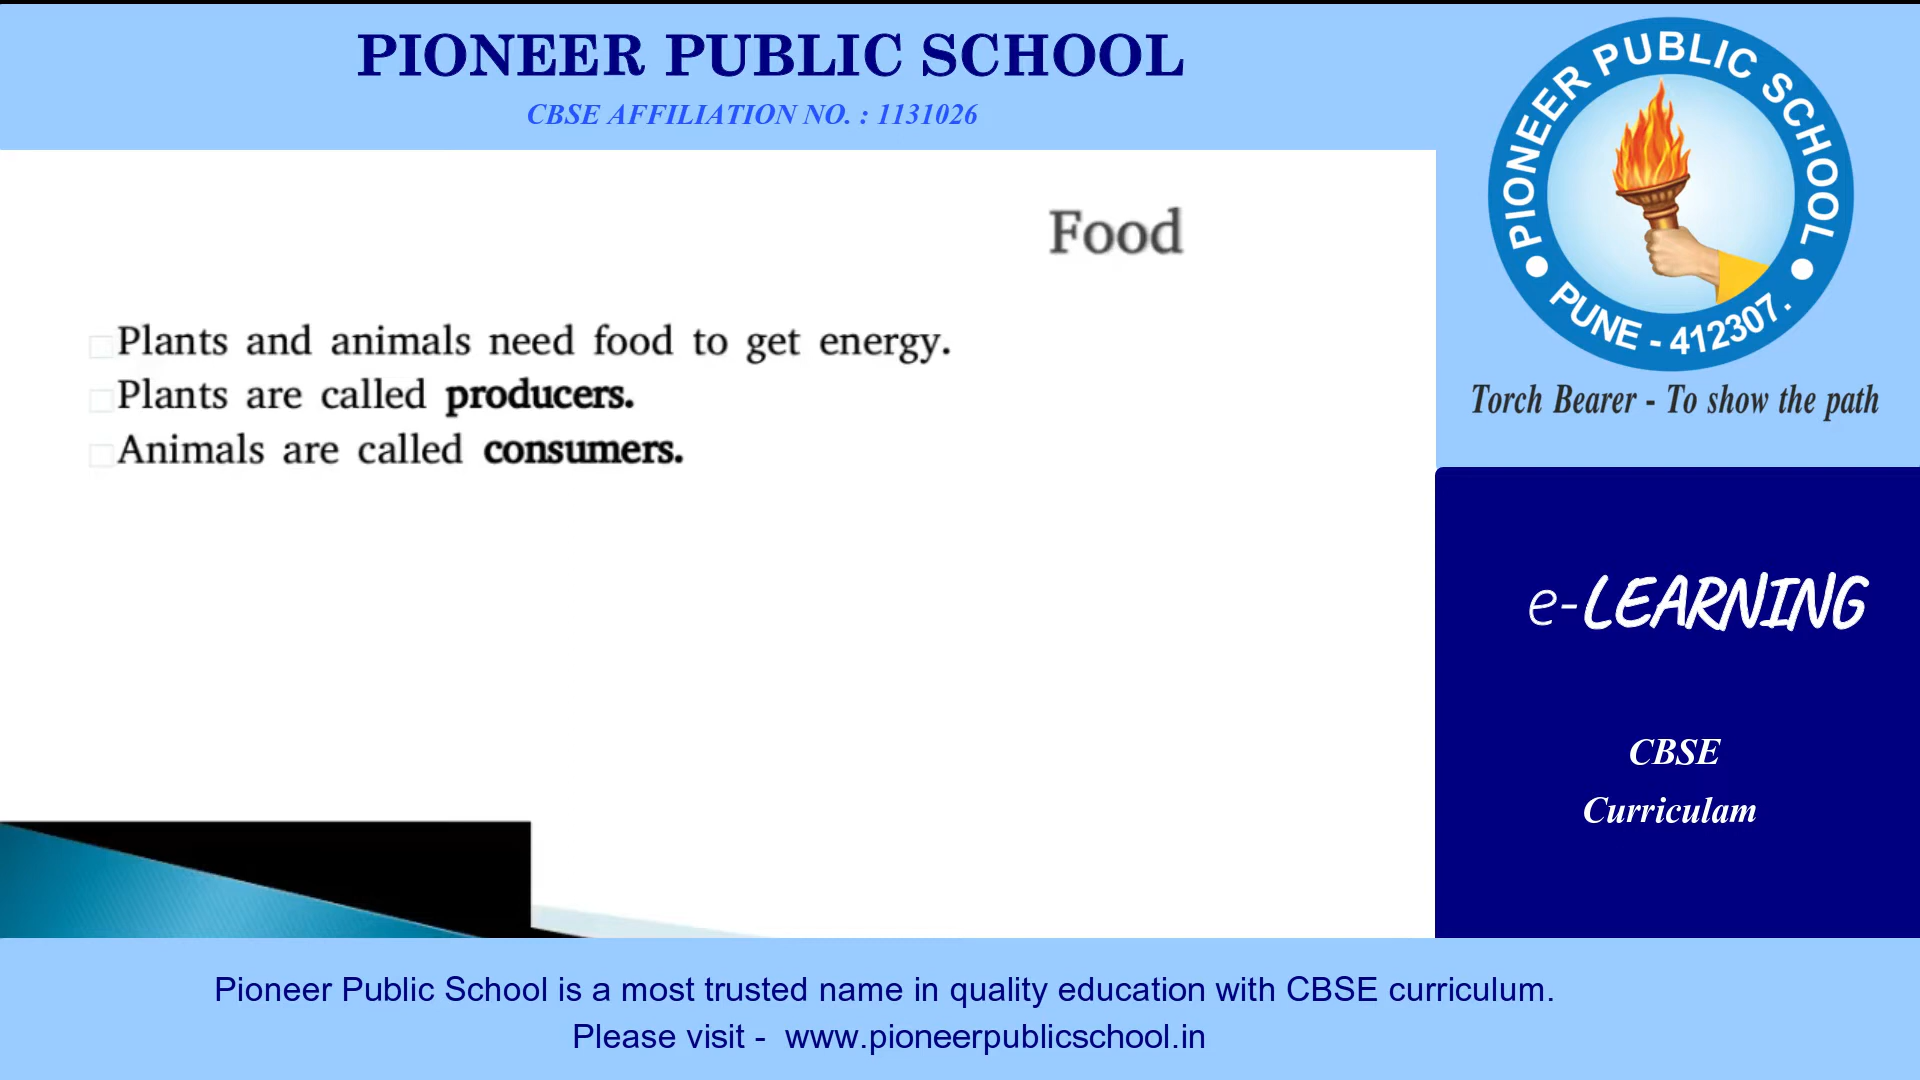 PIONEER PUBLIC SCHOOL
CBSE AFFILIATION NO. : 1131026
PIONEER PUBLIC SCHOOL
PUNE - 412307.
Torch Bearer - To show the path
Food
Plants and animals need food to get energy.
Plants are called producers.
Animals are called consumers.
e-LEARNING
CBSE
Curriculam
Pioneer Public School is a most trusted name in quality education with CBSE curriculum.
Please visit - www.pioneerpublicschool.in